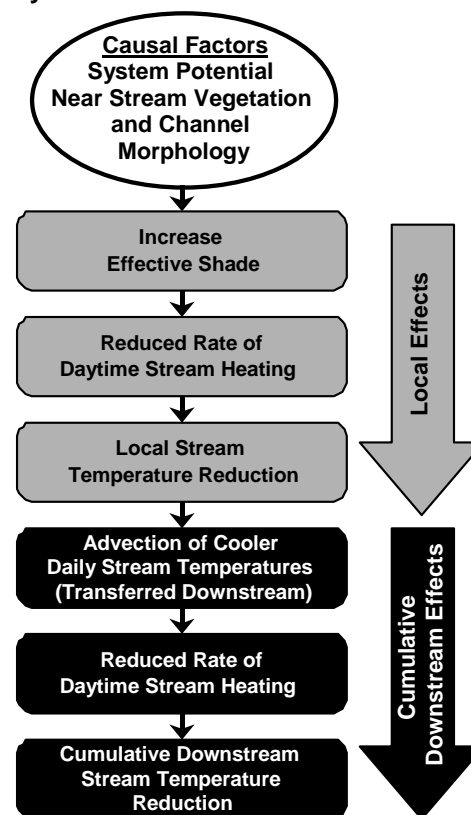 Causal Factors
System Potential
Near Stream Vegetation
and Channel
Morphology
Increase
Effective Shade
Reduced Rate of
Daytime Stream Heating
Local Stream
Temperature Reduction
Local Effects
Advection of Cooler
Daily Stream Temperatures
(Transferred Downstream)
Reduced Rate of
Daytime Stream Heating
Cumulative Downstream
Stream Temperature
Reduction
Cumulative
Downstream Effects